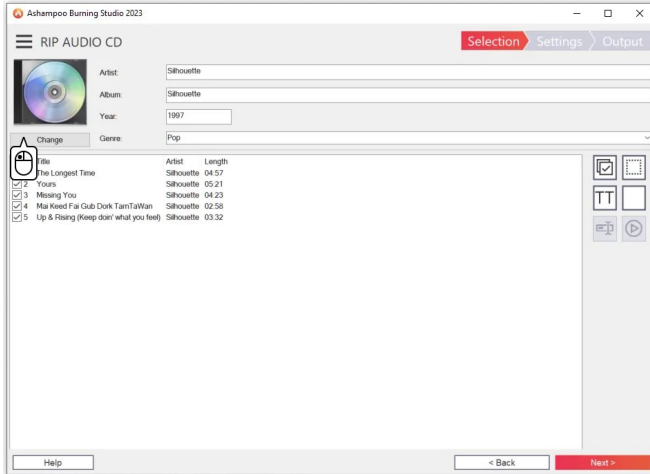 Ashampoo Burning Studio 2023
RIP AUDIO CD
Selection Settings Output
Artist: Silhouette
Album: Silhouette
Year: 1997
Change Genre: Pop
Title Artist Length
The Longest Time Silhouette 04:57
2 Yours Silhouette 05:21
3 Missing You Silhouette 04:23
4 Mai Keed Fai Gub Dork TarnTaWan Silhouette 02:58
5 Up & Rising (Keep doin' what you feel) Silhouette 03:32
TT
Help < Back Next >